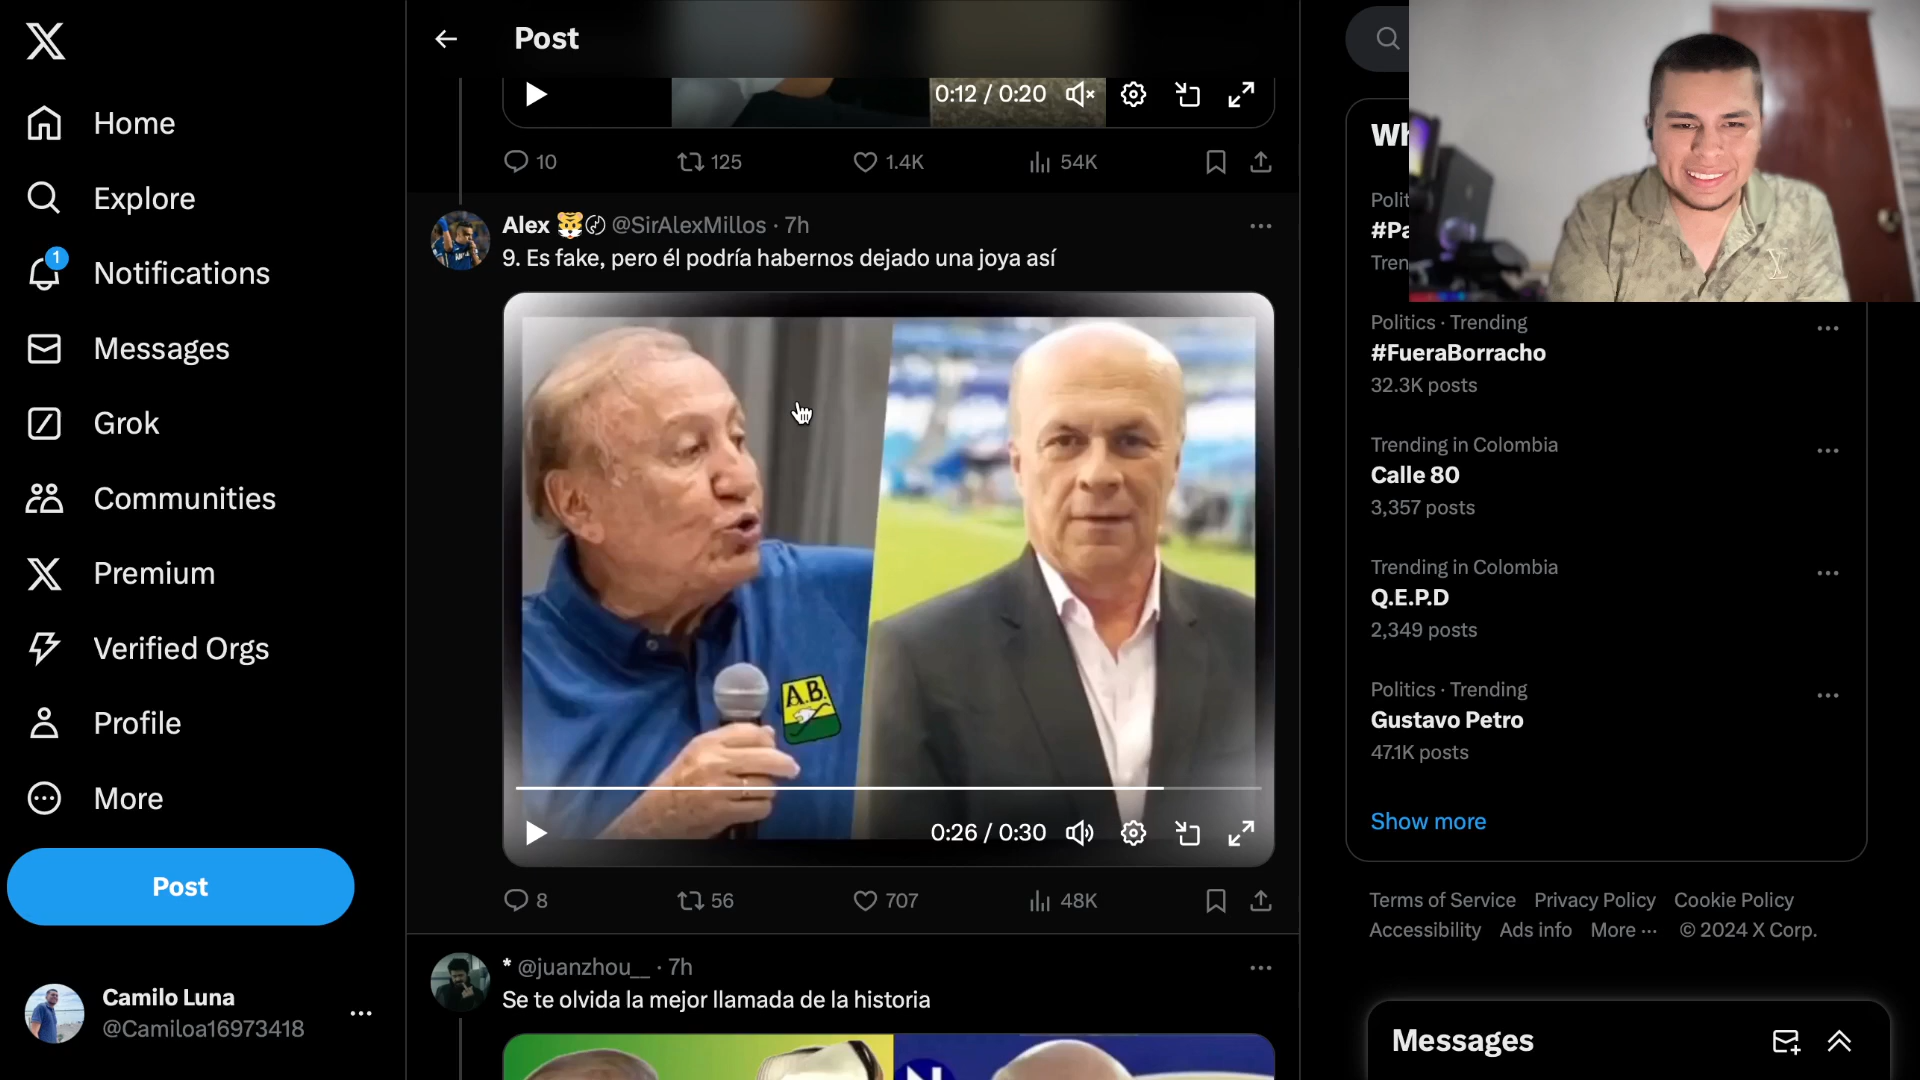 Post
0:12 / 0:20
10
125
1.4K
54K
Home
Explore
1
Notifications
Messages
Grok
Communities
Premium
Verified Orgs
Profile
More
Post
Camilo Luna
@Camiloa16973418
Alex @SirAlexMillos · 7h
9. Es fake, pero él podría habernos dejado una joya así
A.B.
0:26 / 0:30
8
56
707
48K
* @juanzhou__ · 7h
Se te olvida la mejor llamada de la historia
N
Wh
Polit
#Pa
Tren
Politics · Trending
#FueraBorracho
32.3K posts
Trending in Colombia
Calle 80
3,357 posts
Trending in Colombia
Q.E.P.D
2,349 posts
Politics · Trending
Gustavo Petro
47.1K posts
Show more
Terms of Service Privacy Policy Cookie Policy
Accessibility Ads info More ··· © 2024 X Corp.
Messages